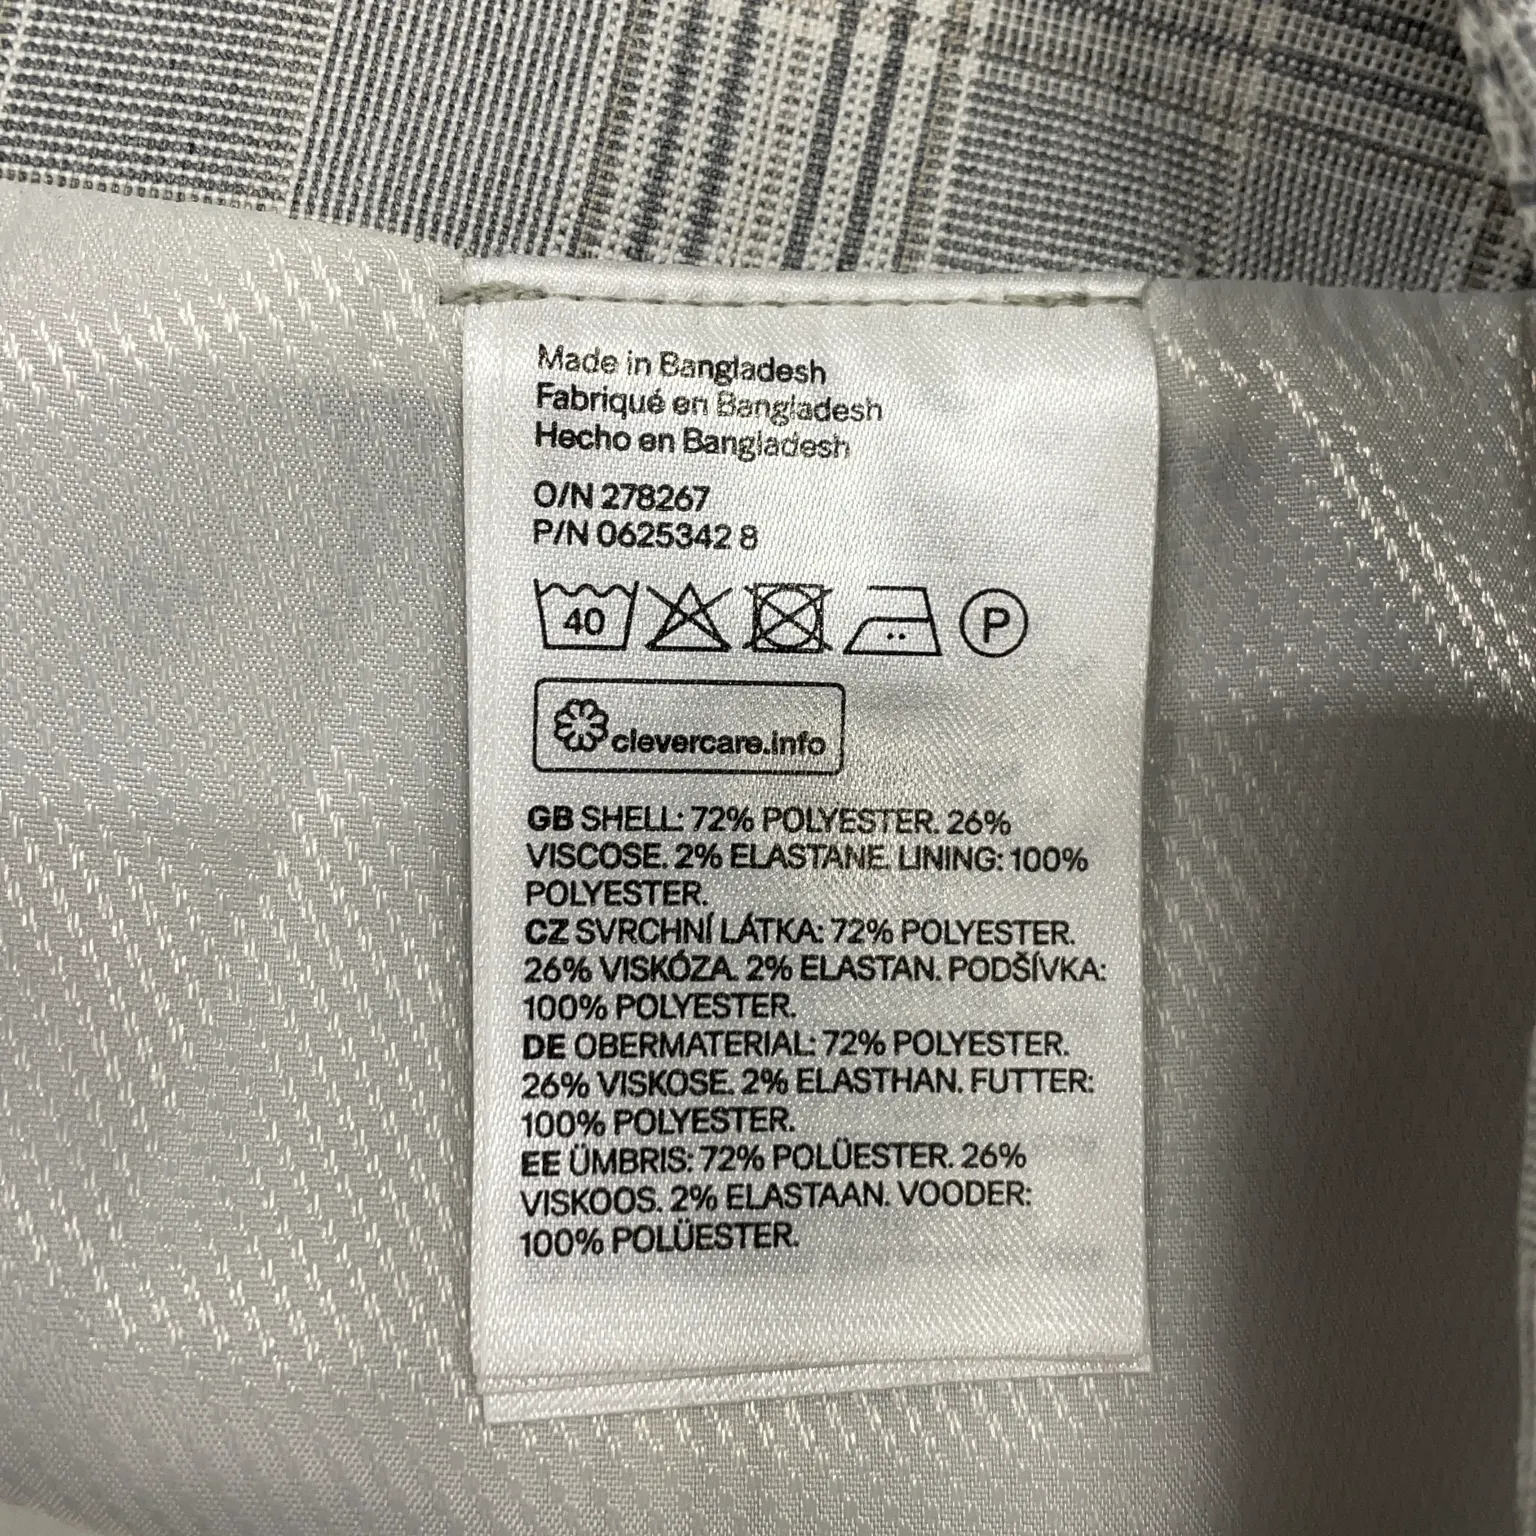 Made in Bangladesh
Fabriqué en Bangladesh
Hecho en Bangladesh
O/N 278267
P/N 0625342 8
40
P
clevercare.info
GB SHELL: 72% POLYESTER. 26%
VISCOSE. 2% ELASTANE. LINING: 100%
POLYESTER.
CZ SVRCHNÍ LÁTKA: 72% POLYESTER.
26% VISKÓZA. 2% ELASTAN. PODŠÍVKA:
100% POLYESTER.
DE OBERMATERIAL: 72% POLYESTER.
26% VISKOSE. 2% ELASTHAN. FUTTER:
100% POLYESTER.
EE ÜMBRIS: 72% POLÜESTER. 26%
VISKOOS. 2% ELASTAAN. VOODER:
100% POLÜESTER.